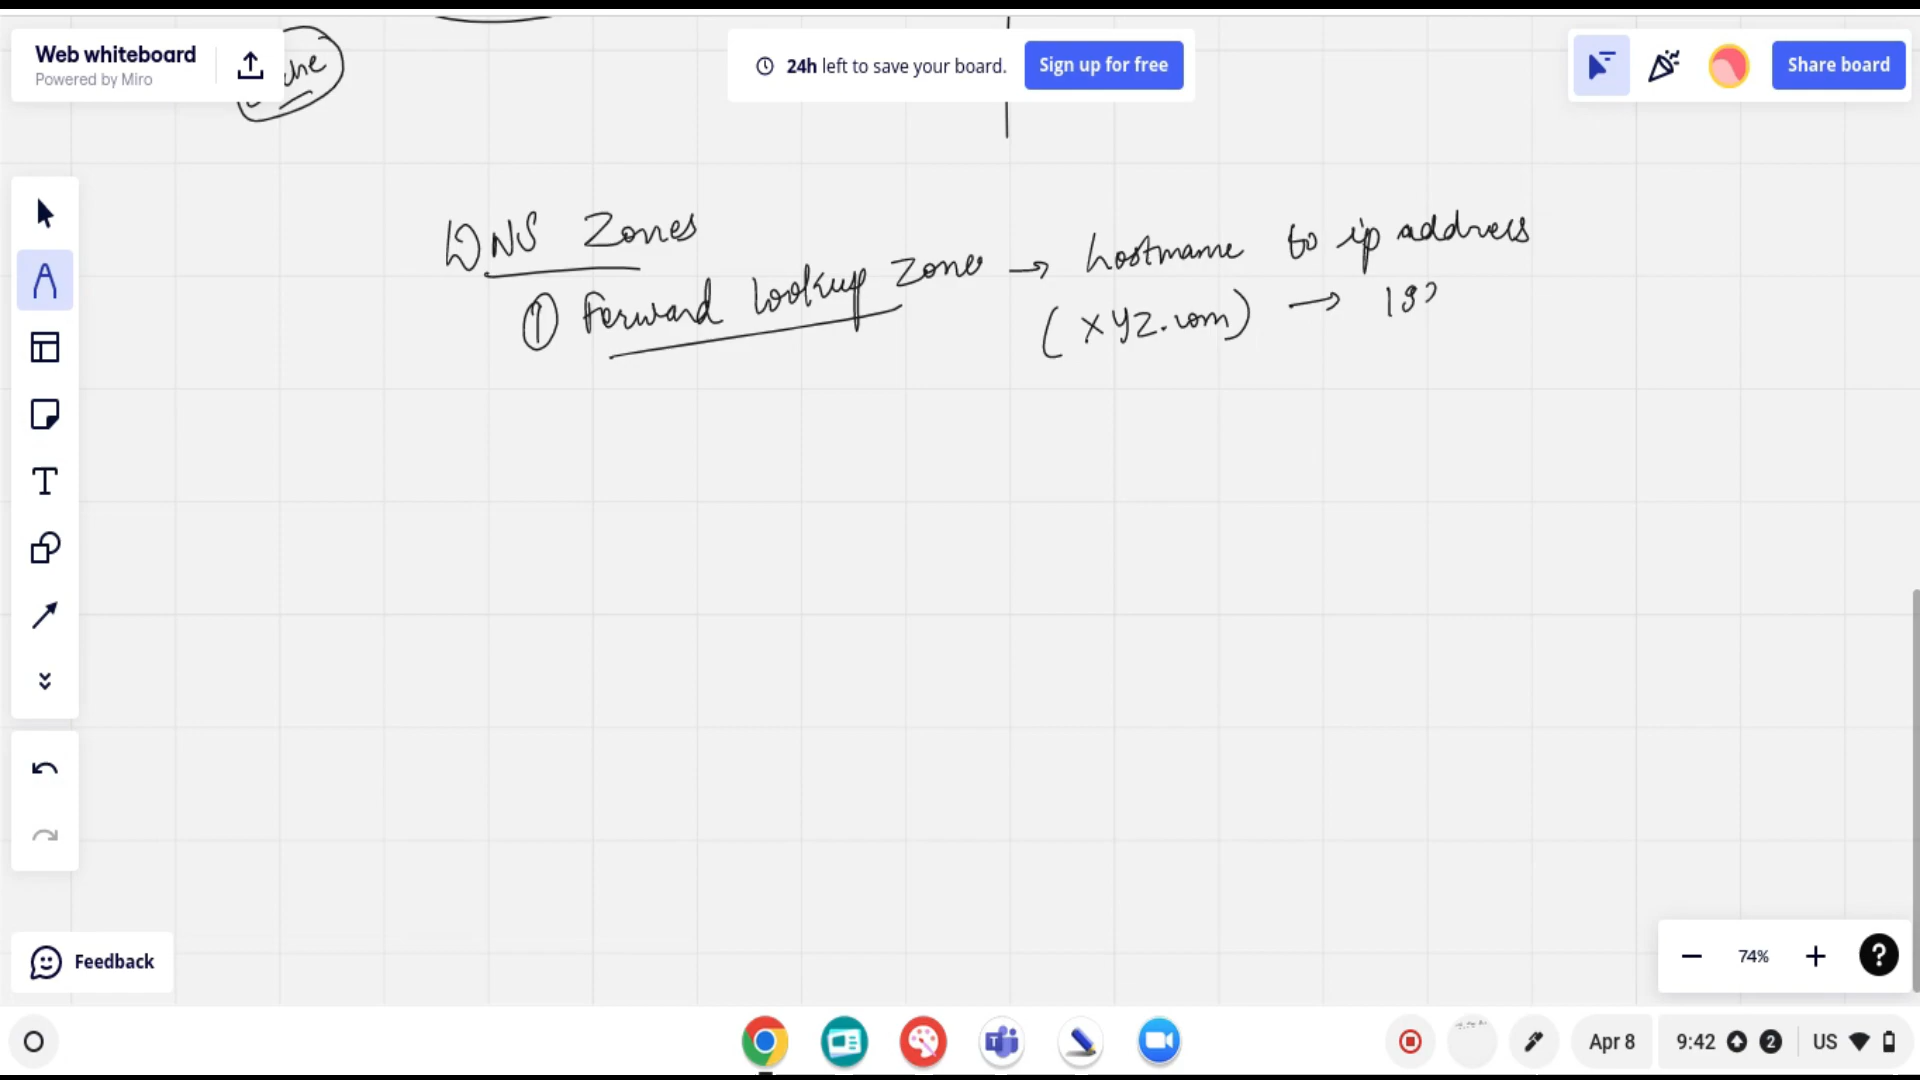 Web whiteboard
Powered by Miro
24h left to save your board.
Sign up for free
Share board
DNS Zones
① Forward lookup Zone → hostname to ip address
(xyz.com) →
Feedback
74%
?
Apr 8
9:42
2
US